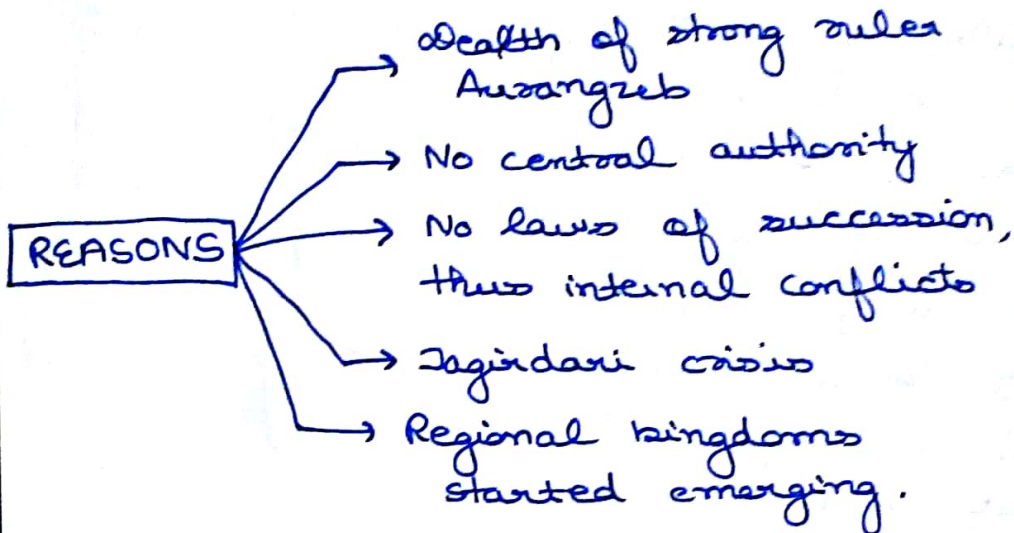 REASONS
Death of strong ruler
Aurangzeb
No central authority
No laws of succession,
thus internal conflicts
Jagirdari crisis
Regional kingdoms
started emerging.